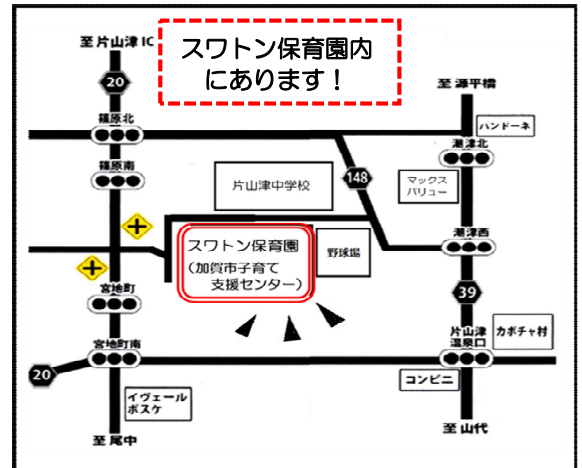 スワトン保育園内
にあります！
至片山津IC
20
篠原北
篠原南
至源平橋
ハンドーネ
潮津北
マックス
バリュー
148
片山津中学校
スワトン保育園
（加賀市子育て
支援センター）
野球場
潮津西
39
宮地町
宮地町南
20
片山津
温泉口
カボチャ村
コンビニ
イヴェール
ボスケ
至尾中
至山代